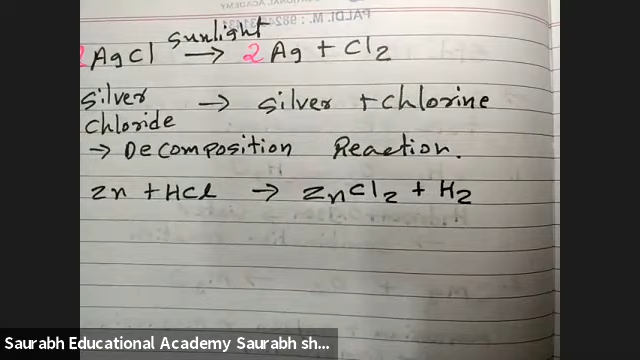 sunlight
2AgCl → 2Ag + Cl2
silver → silver + chlorine
chloride
→ Decomposition Reaction.
Zn + HCl → ZnCl2 + H2
Saurabh Educational Academy Saurabh sh...